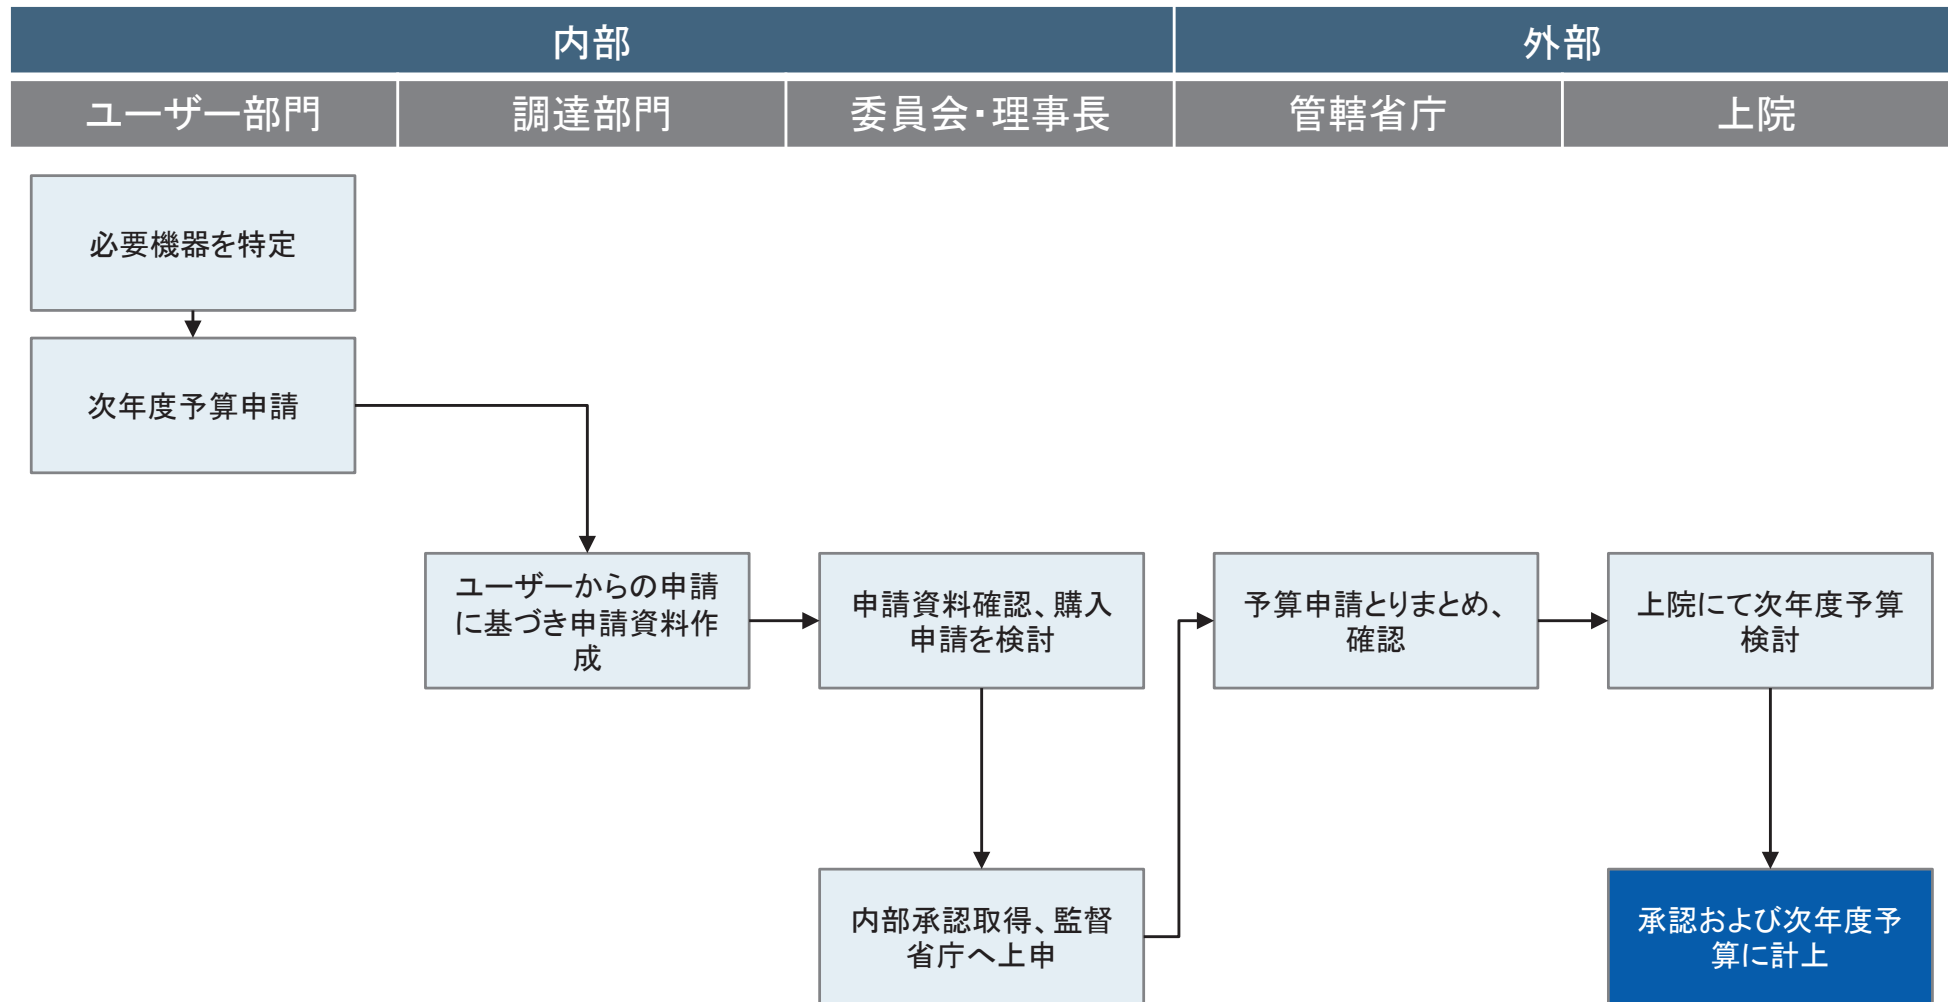 内部
外部
ユーザー部門
調達部門
委員会・理事長
管轄省庁
上院
必要機器を特定
次年度予算申請
ユーザーからの申請
に基づき申請資料作
成
申請資料確認、購入
申請を検討
予算申請とりまとめ、
確認
上院にて次年度予算
検討
内部承認取得、監督
省庁へ上申
承認および次年度予
算に計上